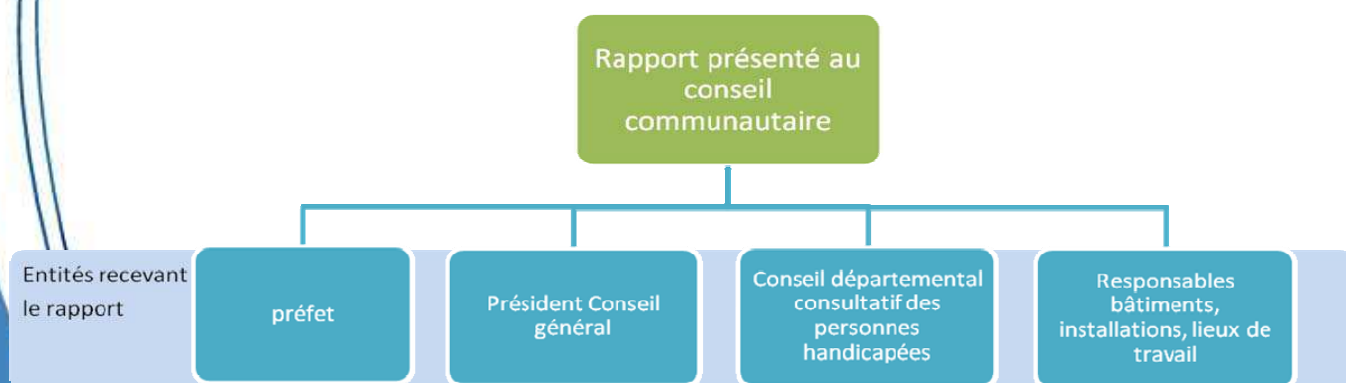 Rapport présenté au
conseil
communautaire
Entités recevant
le rapport
préfet
Président Conseil
général
Conseil départemental
consultatif des
personnes
handicapées
Responsables
bâtiments,
installations, lieux de
travail